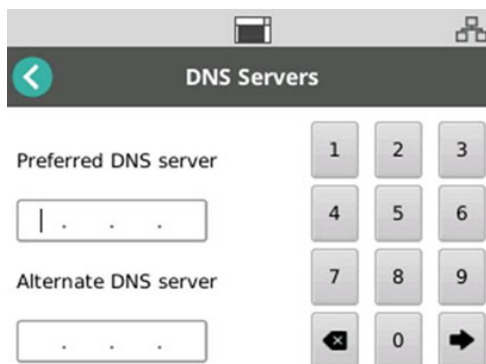 DNS Servers
Preferred DNS server
. . .
Alternate DNS server
. . .
1 2 3
4 5 6
7 8 9
0